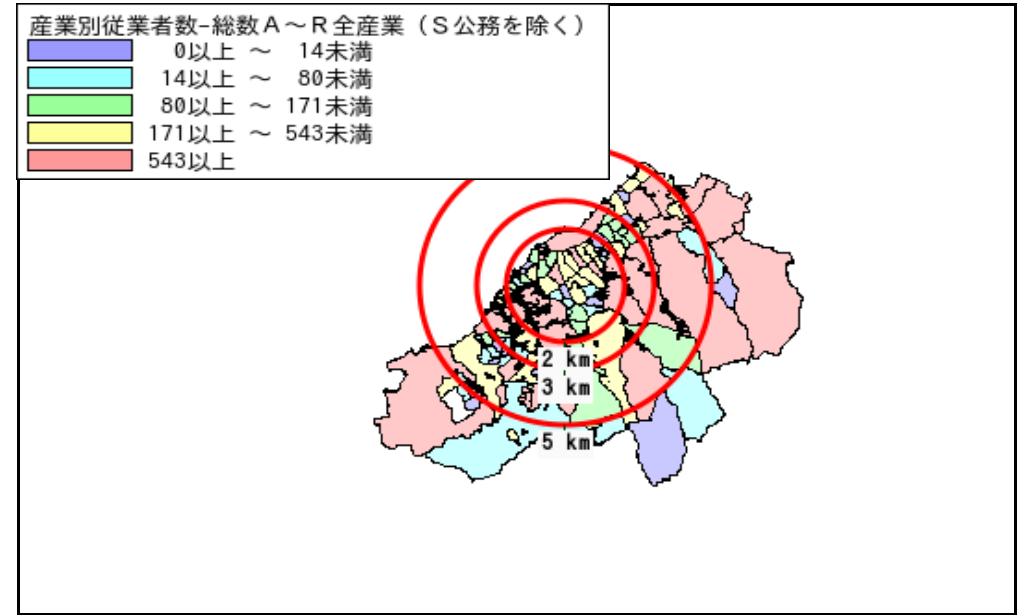 産業別従業者数−総数A～R全産業（S公務を除く）
0以上 ～ 14未満
14以上 ～ 80未満
80以上 ～ 171未満
171以上 ～ 543未満
543以上
2 km
3 km
5 km